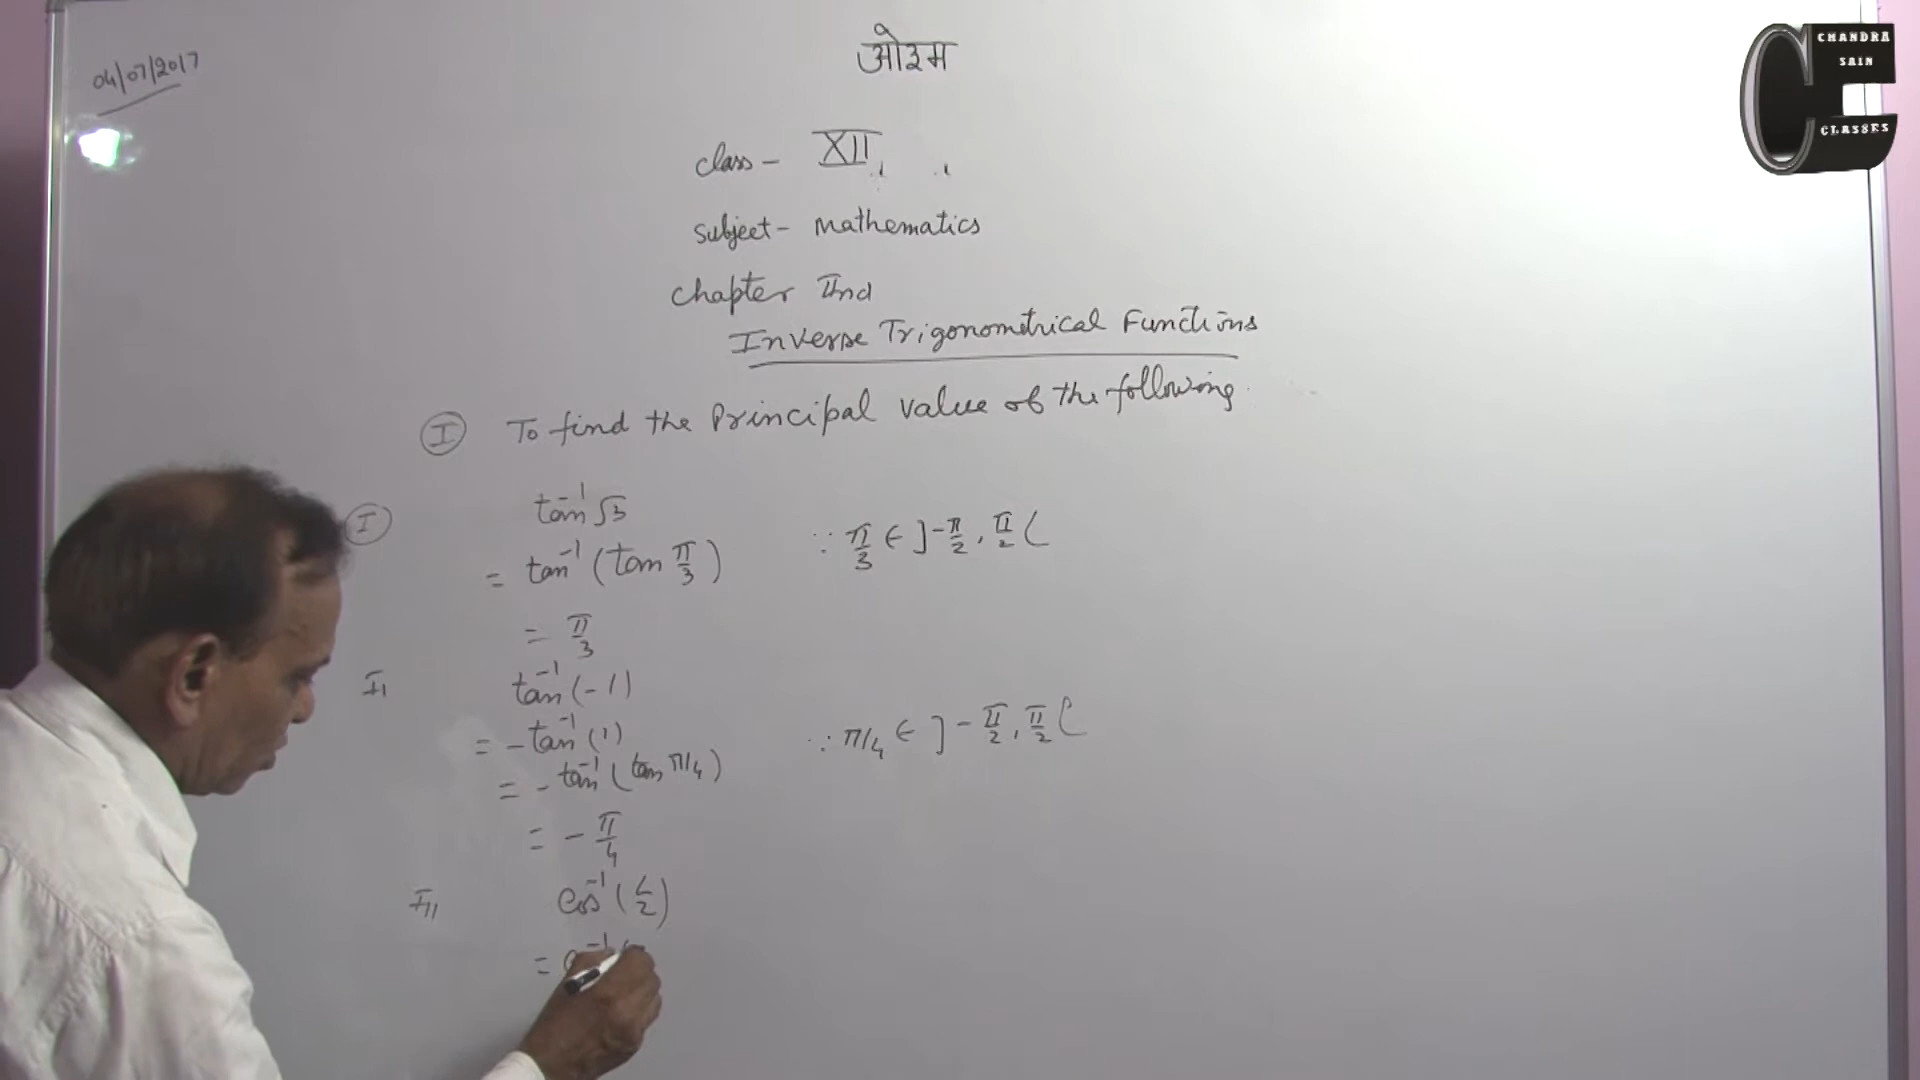 04/07/2017
ओ३म
CHANDRA
SAIN
CLASSES
class - XII
Subject - Mathematics
Chapter IInd
Inverse Trigonometrical Functions
(I) To find the Principal value of the following
(I) tan⁻¹ √3
= tan⁻¹ (tan π/3) ∵ π/3 ∈ ]-π/2, π/2 [
= π/3
II tan⁻¹ (-1)
= - tan⁻¹ (1) ∵ π/4 ∈ ] - π/2, π/2 [
= - tan⁻¹ (tan π/4)
= - π/4
III cos⁻¹ (1/2)
=